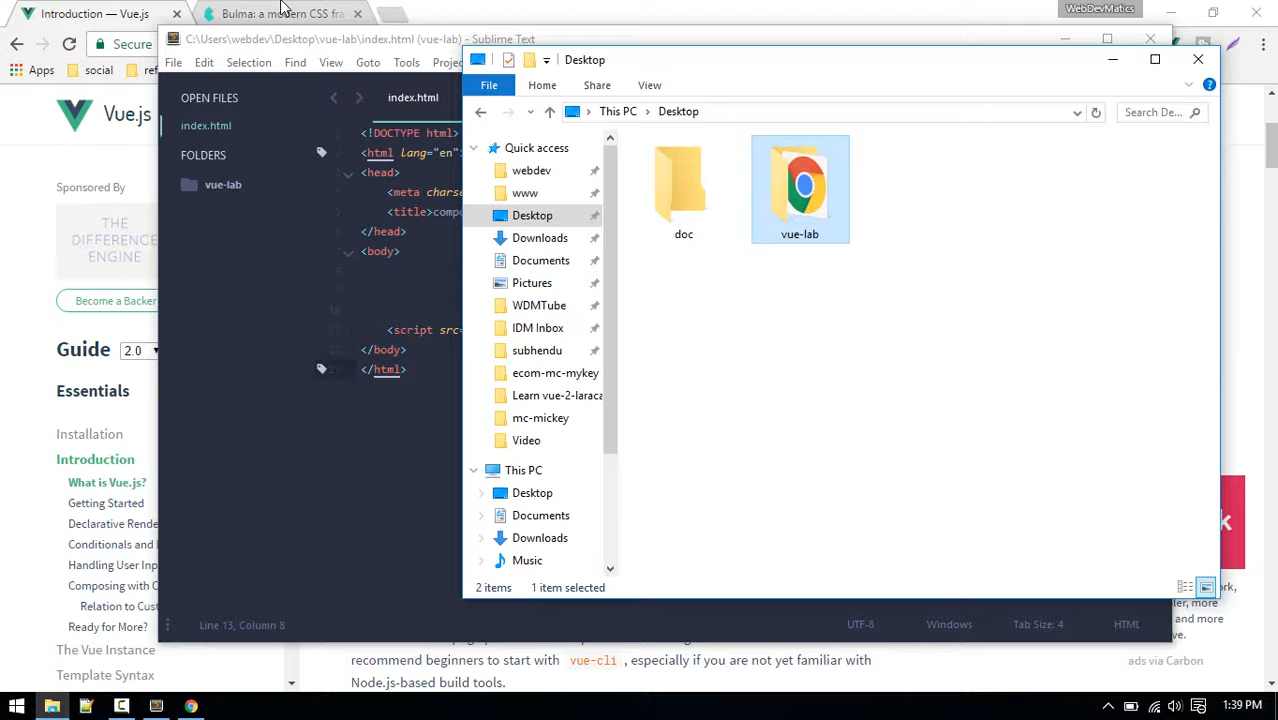 Introduction — Vue.js
Bulma: a modern CSS fra
WebDevMatics
Secure
Apps
social
C:\Users\webdev\Desktop\vue-lab\index.html (vue-lab) - Sublime Text
File Edit Selection Find View Goto Tools Projec
OPEN FILES
index.html
FOLDERS
vue-lab
index.html
<!DOCTYPE html>
<html lang="en"
<head>
<meta charse
<title>compo
</head>
<body>
10
<script src=
</body>
</html>
Line 13, Column 8
UTF-8
Windows
Tab Size: 4
HTML
Desktop
File
Home
Share
View
This PC > Desktop
Search De...
Quick access
webdev
www
Desktop
Downloads
Documents
Pictures
WDMTube
IDM Inbox
subhendu
ecom-mc-mykey
Learn vue-2-laraca
mc-mickey
Video
This PC
Desktop
Documents
Downloads
Music
doc
vue-lab
2 items
1 item selected
Vue.js
Sponsored By
THE
DIFFERENCE
ENGINE
Become a Backer
Guide 2.0
Essentials
Installation
Introduction
What is Vue.js?
Getting Started
Declarative Rende
Conditionals and
Handling User Inp
Composing with C
Relation to Cust
Ready for More?
The Vue Instance
Template Syntax
recommend beginners to start with vue-cli , especially if you are not yet familiar with
Node.js-based build tools.
more
ve.
ads via Carbon
1:39 PM